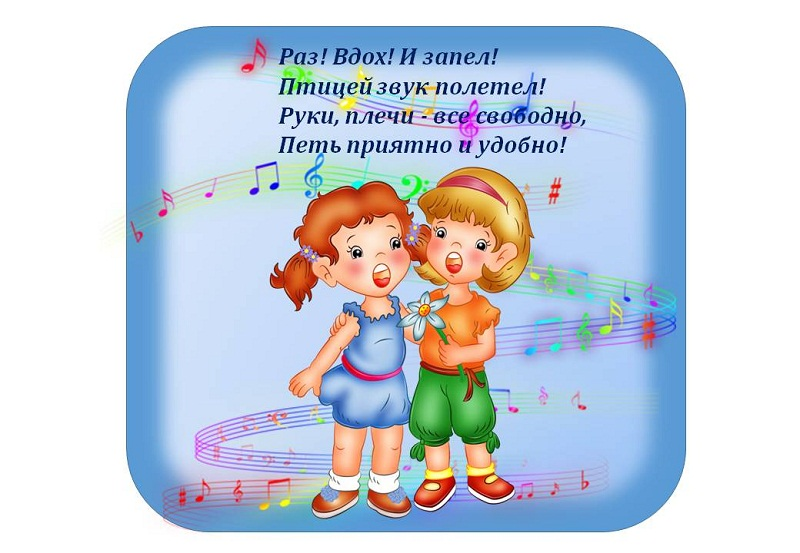 Раз! Вдох! И запел!
Птицей звук полетел!
Руки, плечи - все свободно,
Петь приятно и удобно!